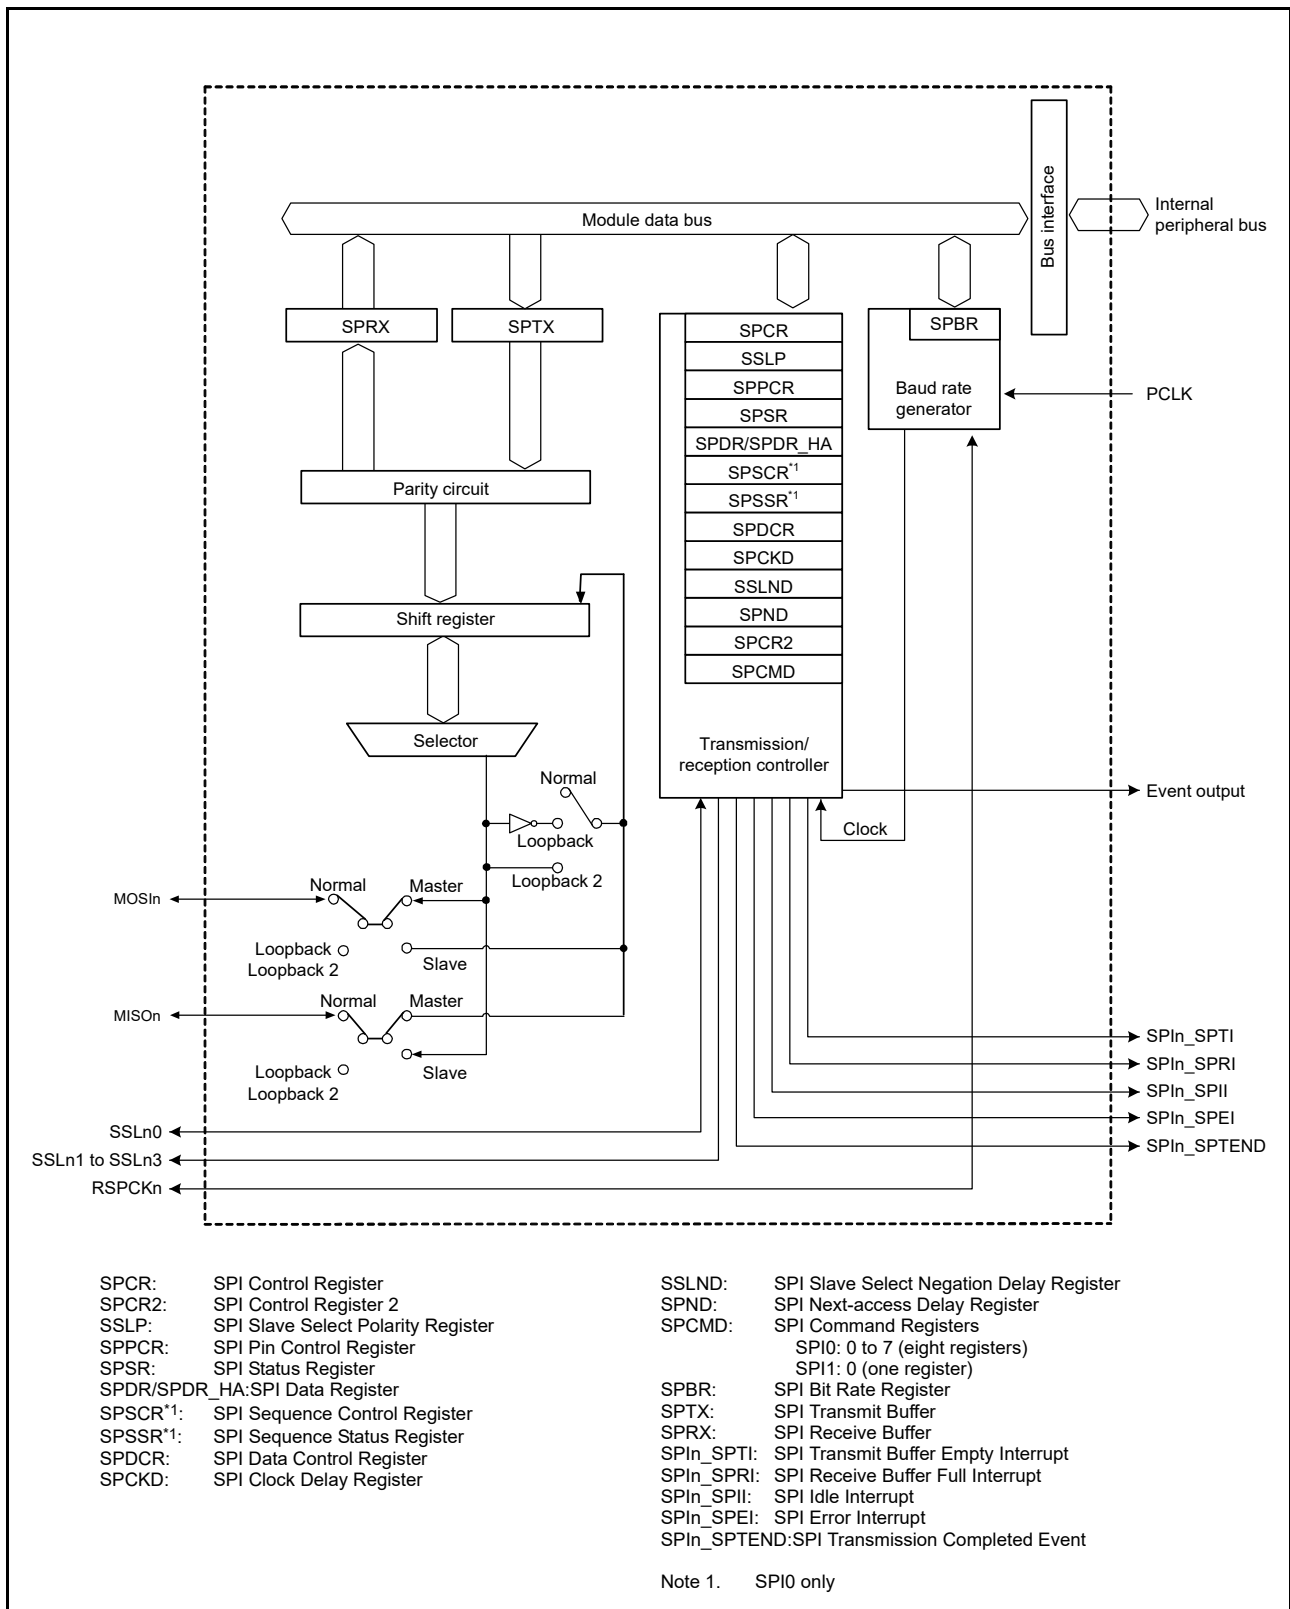 Bus interface
Internal
peripheral bus
Module data bus
SPRX
SPTX
SPCR
SSLP
SPPCR
SPSR
SPDR/SPDR_HA
SPSCR*1
SPSSR*1
SPDCR
SPCKD
SSLND
SPND
SPCR2
SPCMD
Transmission/
reception controller
SPBR
Baud rate
generator
PCLK
Parity circuit
Shift register
Selector
Normal
Loopback
Loopback 2
Clock
Event output
MOSIn
Normal
Master
Loopback
Loopback 2
Slave
MISOn
Normal
Master
Loopback
Loopback 2
Slave
SSLn0
SSLn1 to SSLn3
RSPCKn
SPIn_SPTI
SPIn_SPRI
SPIn_SPII
SPIn_SPEI
SPIn_SPTEND
SPCR: SPI Control Register
SPCR2: SPI Control Register 2
SSLP: SPI Slave Select Polarity Register
SPPCR: SPI Pin Control Register
SPSR: SPI Status Register
SPDR/SPDR_HA:SPI Data Register
SPSCR*1: SPI Sequence Control Register
SPSSR*1: SPI Sequence Status Register
SPDCR: SPI Data Control Register
SPCKD: SPI Clock Delay Register
SSLND: SPI Slave Select Negation Delay Register
SPND: SPI Next-access Delay Register
SPCMD: SPI Command Registers
SPI0: 0 to 7 (eight registers)
SPI1: 0 (one register)
SPBR: SPI Bit Rate Register
SPTX: SPI Transmit Buffer
SPRX: SPI Receive Buffer
SPIn_SPTI: SPI Transmit Buffer Empty Interrupt
SPIn_SPRI: SPI Receive Buffer Full Interrupt
SPIn_SPII: SPI Idle Interrupt
SPIn_SPEI: SPI Error Interrupt
SPIn_SPTEND:SPI Transmission Completed Event
Note 1. SPI0 only